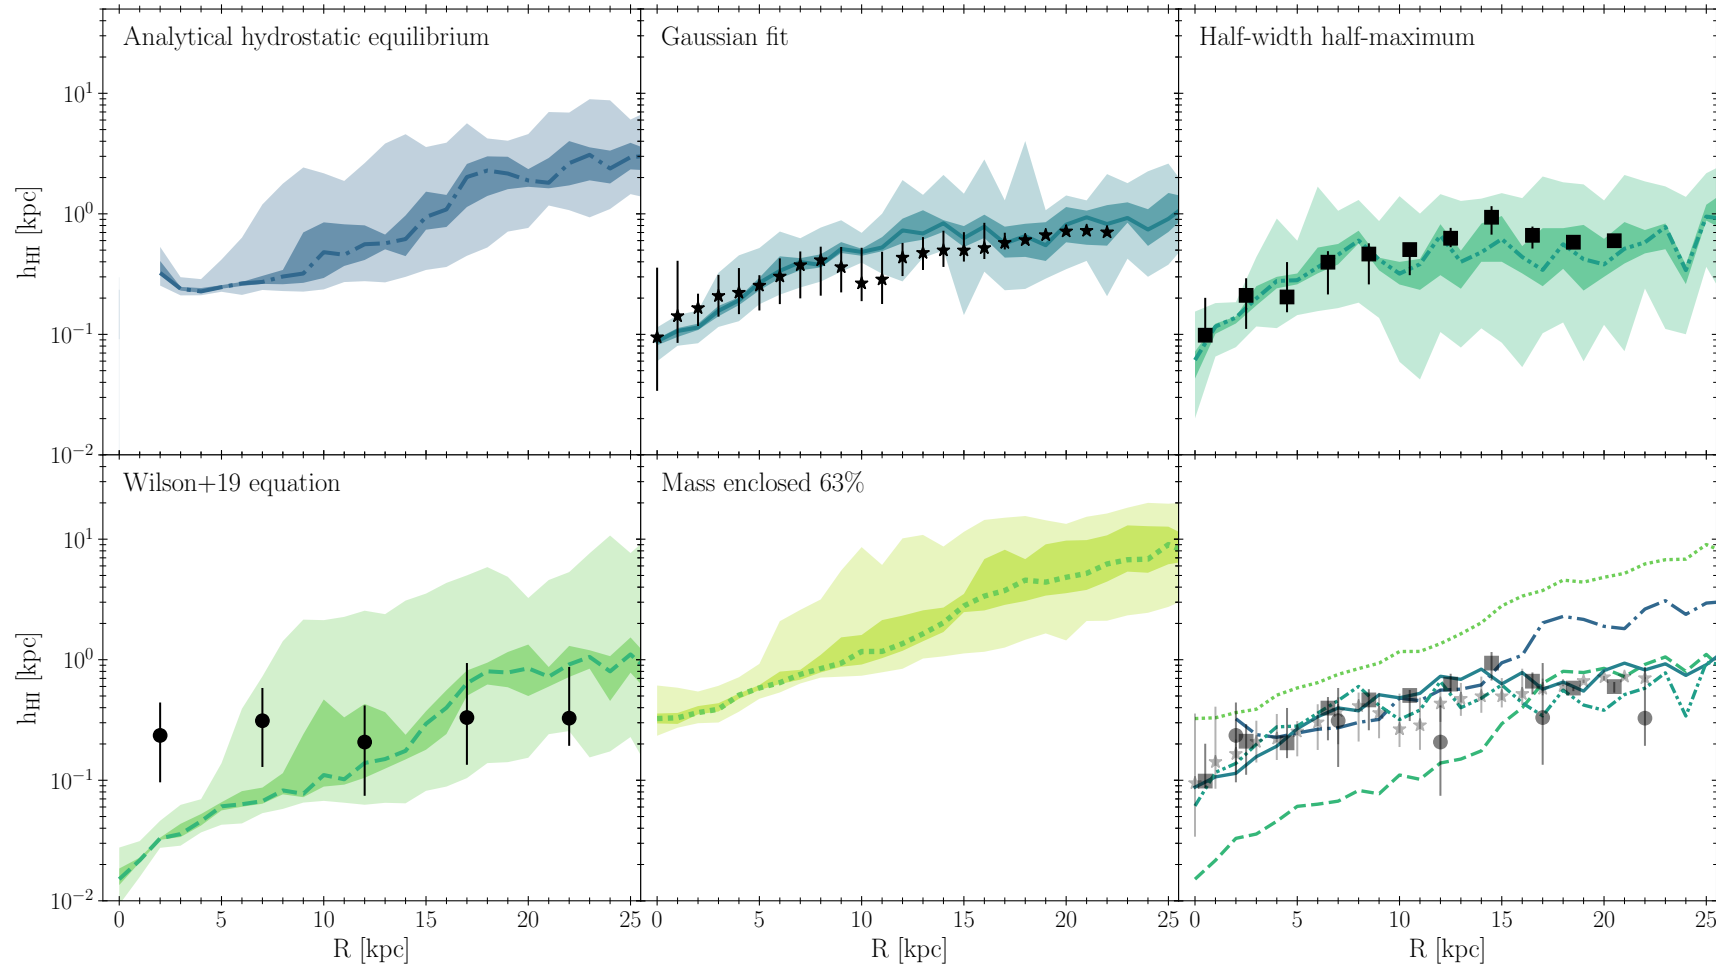 Analytical hydrostatic equilibrium
Gaussian fit
Half-width half-maximum
h_HI [kpc]
10^1
10^0
10^−1
10^−2
Wilson+19 equation
Mass enclosed 63%
h_HI [kpc]
10^1
10^0
10^−1
10^−2
0 5 10 15 20 25
0 5 10 15 20 25
0 5 10 15 20 25
R [kpc]
R [kpc]
R [kpc]